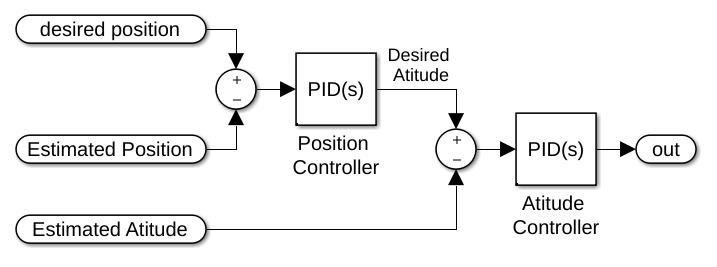 desired position
+
−
PID(s)
Position
Controller
Desired
Atitude
Estimated Position
+
−
PID(s)
Atitude
Controller
out
Estimated Atitude